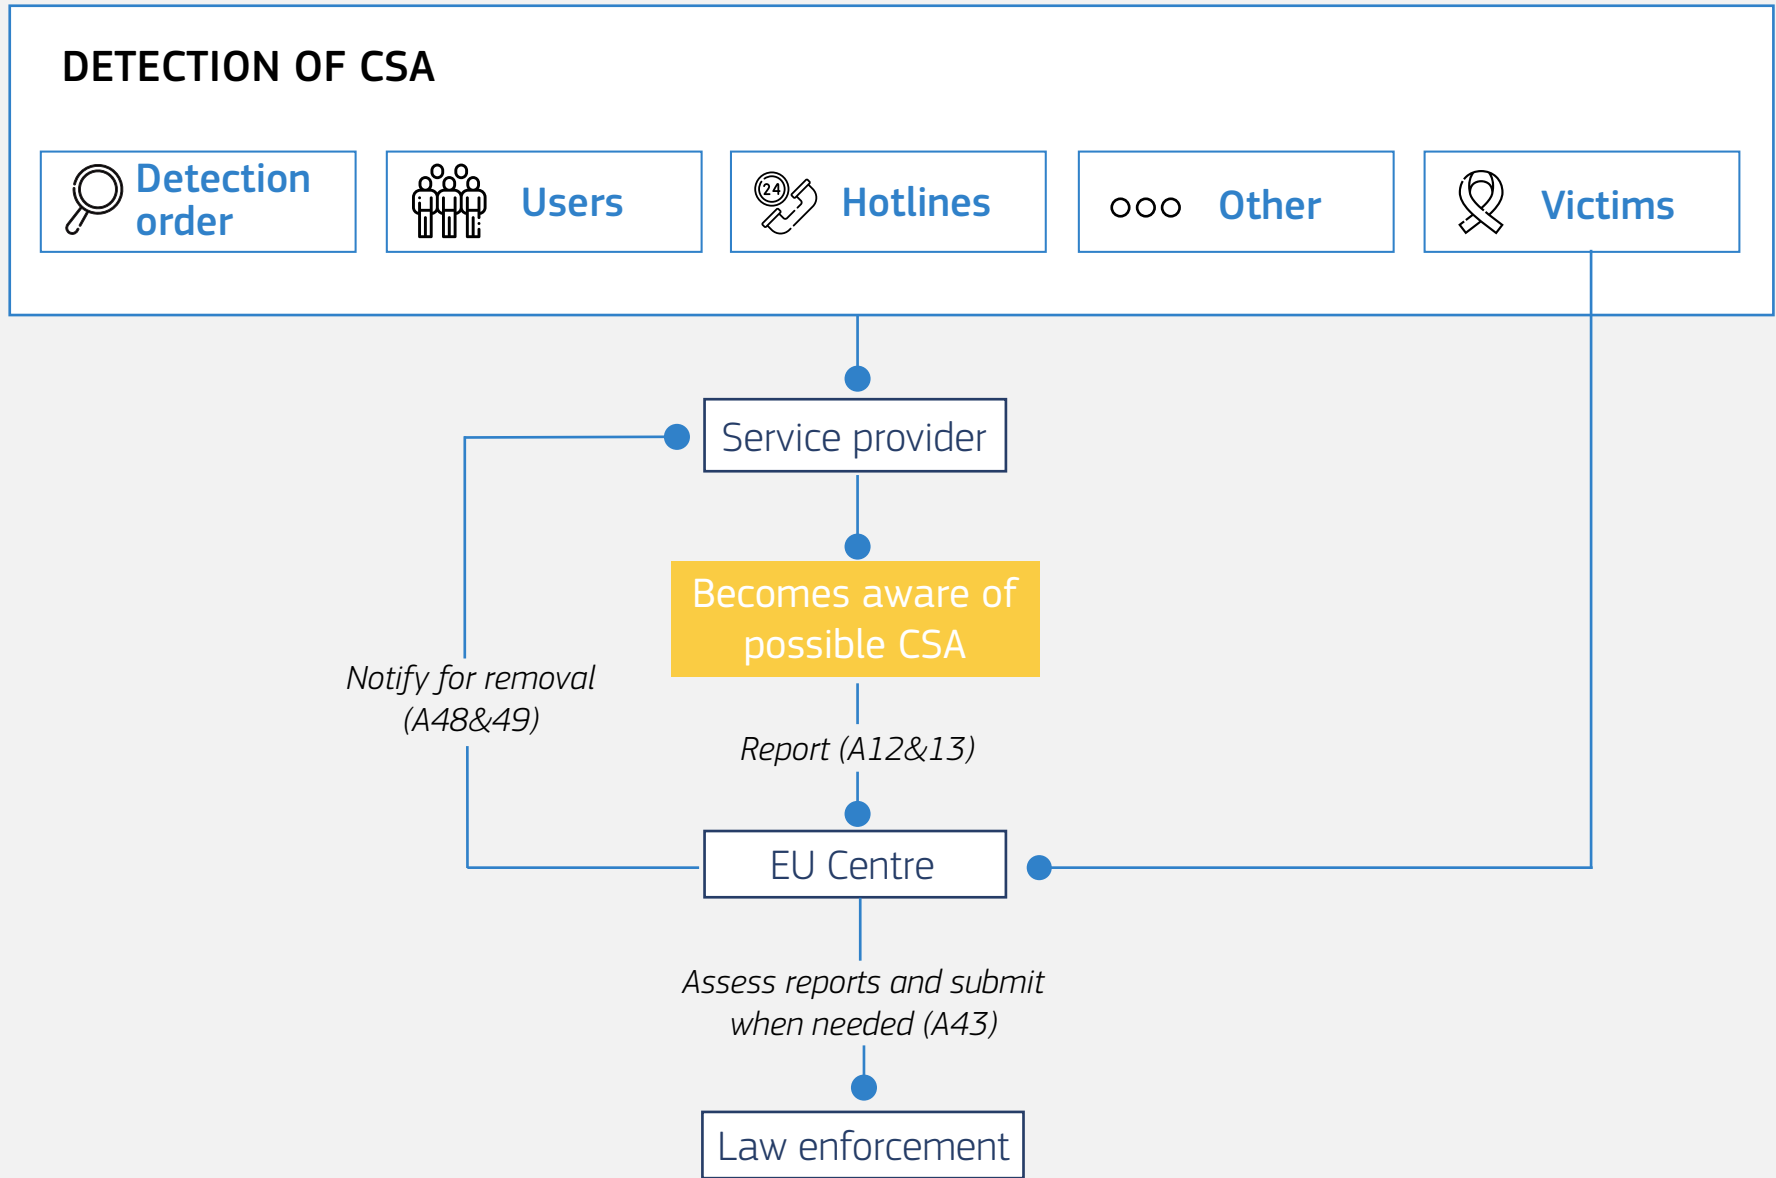 DETECTION OF CSA
Detection
order
Users
24
Hotlines
Other
Victims
Service provider
Becomes aware of
possible CSA
Notify for removal
(A48&49)
Report (A12&13)
EU Centre
Assess reports and submit
when needed (A43)
Law enforcement